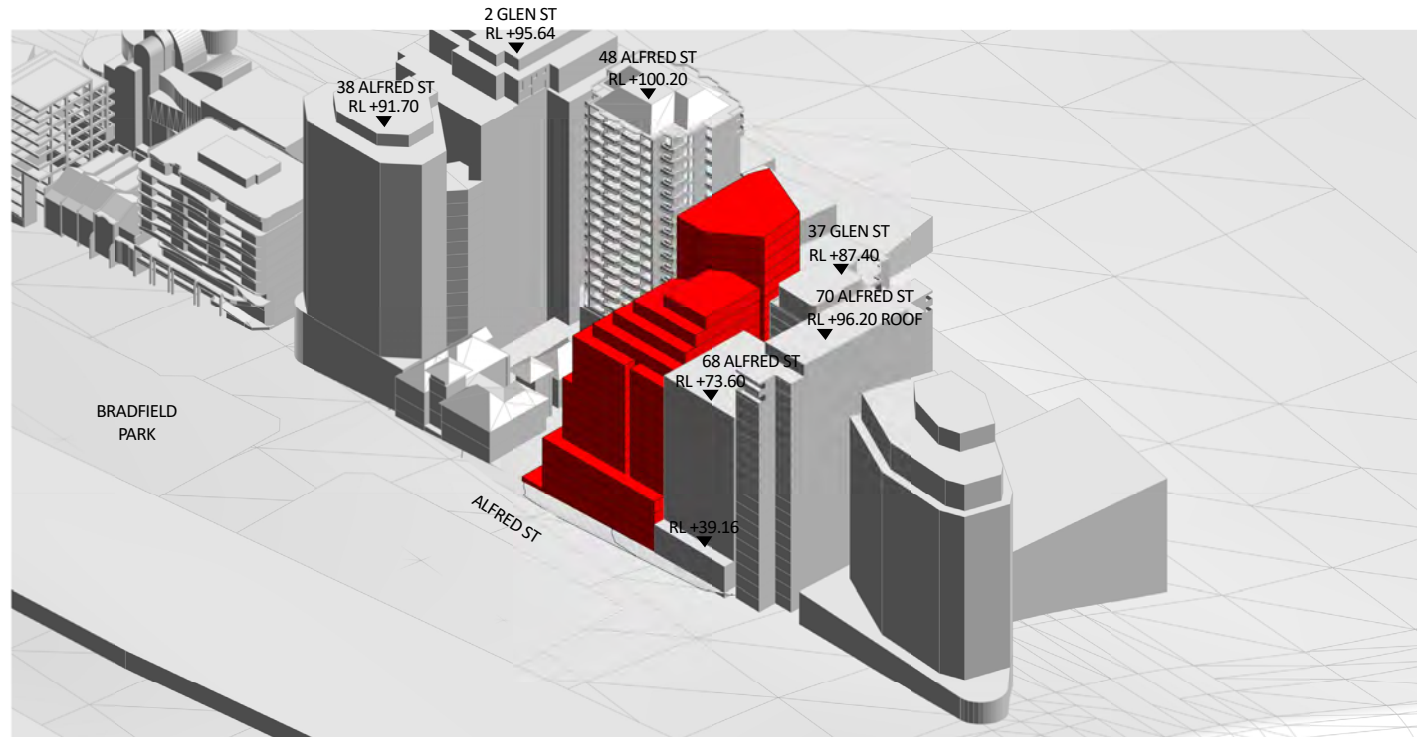 2 GLEN ST
RL +95.64
48 ALFRED ST
RL +100.20
38 ALFRED ST
RL +91.70
37 GLEN ST
RL +87.40
70 ALFRED ST
RL +96.20 ROOF
68 ALFRED ST
RL +73.60
BRADFIELD
PARK
ALFRED ST
RL +39.16